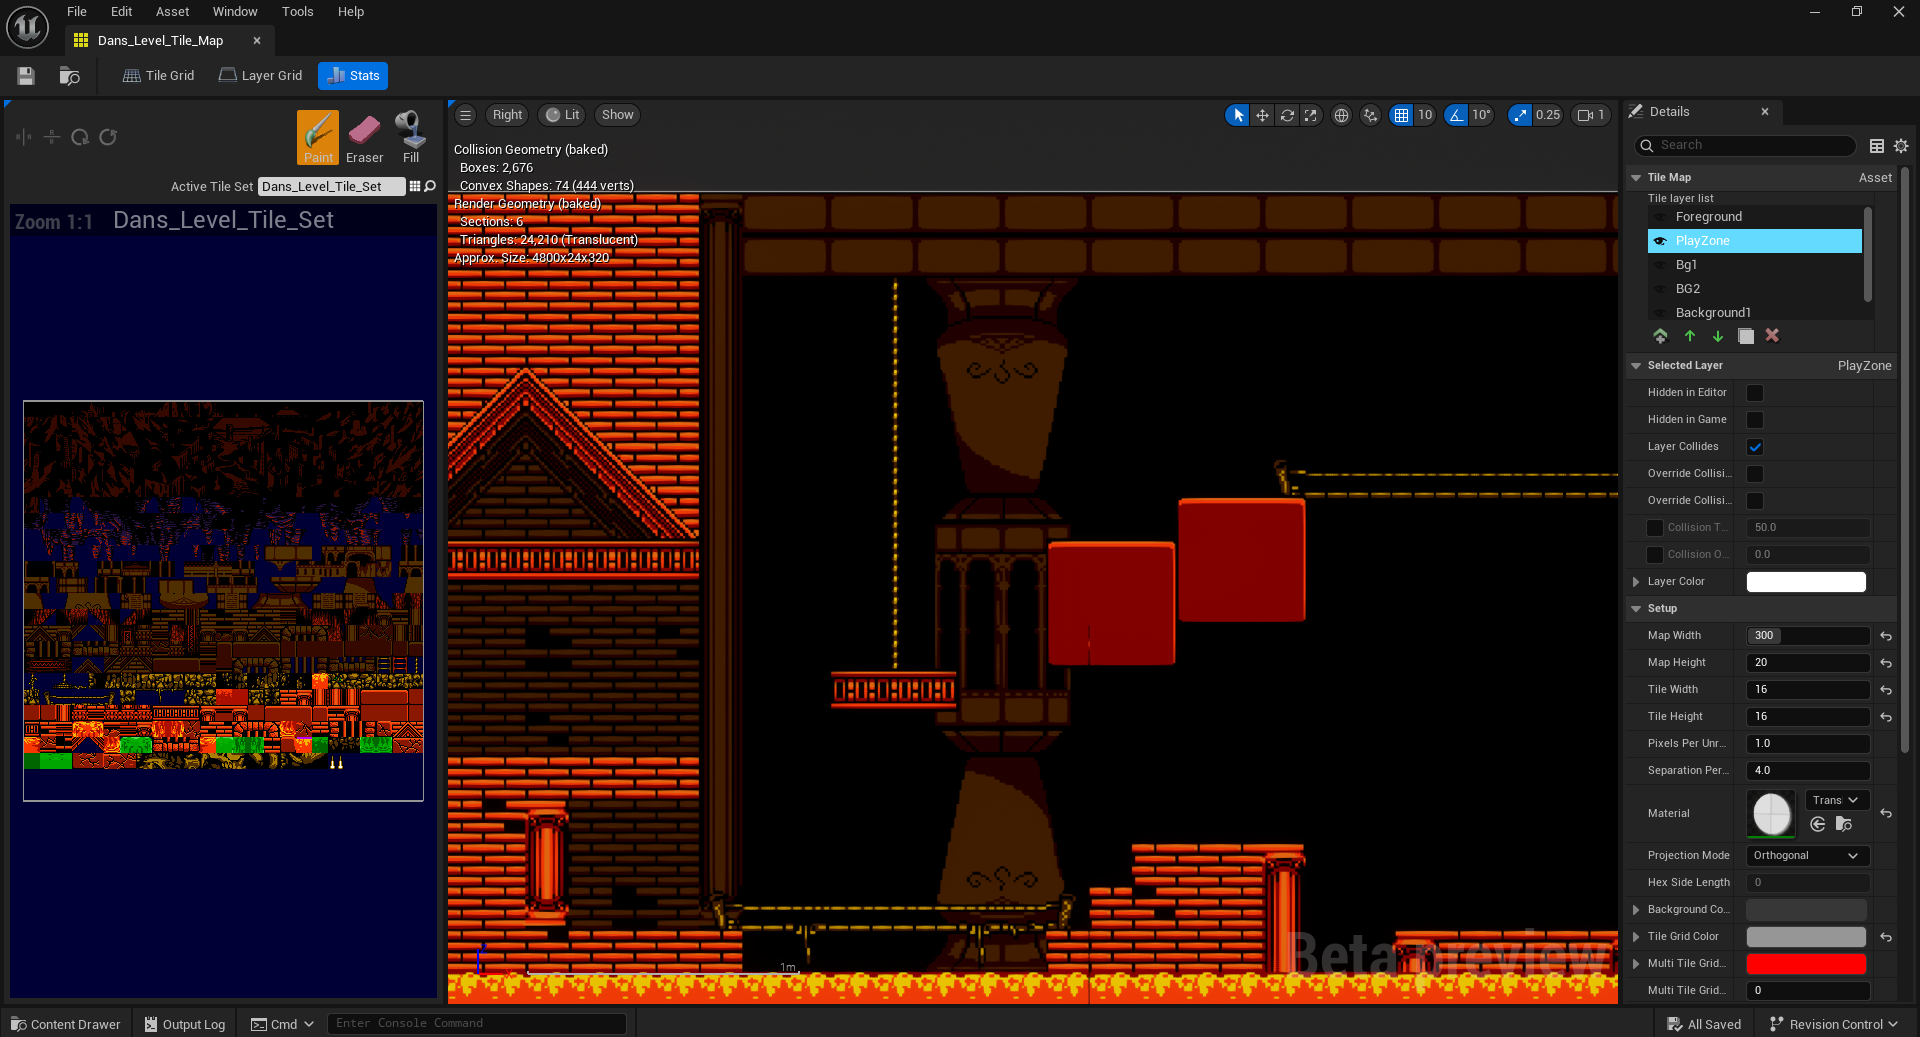 File Edit Asset Window Tools Help
Dans_Level_Tile_Map
Tile Grid Layer Grid Stats
Paint Eraser Fill
Active Tile Set Dans_Level_Tile_Set
Zoom 1:1 Dans_Level_Tile_Set
Right Lit Show
10 10° 0.25 1
Collision Geometry (baked)
Boxes: 2,676
Convex Shapes: 74 (444 verts)
Render Geometry (baked)
Sections: 6
Triangles: 24,210 (Translucent)
Approx. Size: 4800x24x320
1m
Beta preview
Details
Search
Tile Map Asset
Tile layer list
Foreground
PlayZone
Bg1
BG2
Background1
Selected Layer PlayZone
Hidden in Editor
Hidden in Game
Layer Collides
Override Collisi...
Override Collisi...
Collision T... 50.0
Collision O... 0.0
Layer Color
Setup
Map Width 300
Map Height 20
Tile Width 16
Tile Height 16
Pixels Per Unr... 1.0
Separation Per... 4.0
Material Trans
Projection Mode Orthogonal
Hex Side Length 0
Background Co...
Tile Grid Color
Multi Tile Grid...
Multi Tile Grid... 0
Content Drawer Output Log Cmd Enter Console Command All Saved Revision Control